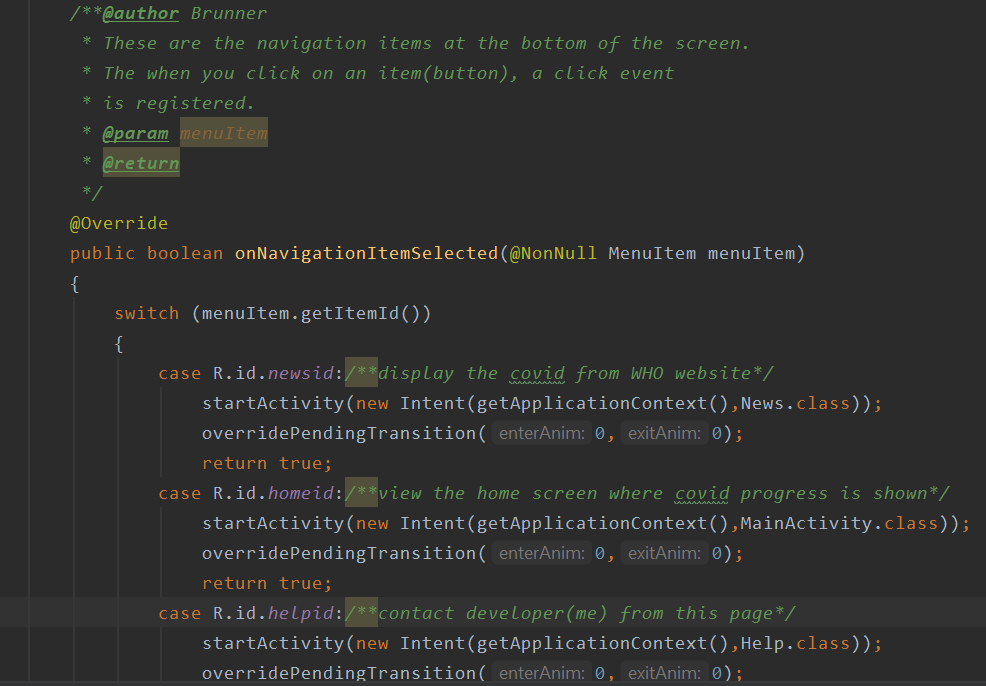 /**@author Brunner
* These are the navigation items at the bottom of the screen.
* The when you click on an item(button), a click event
* is registered.
* @param menuItem
* @return
*/
@Override
public boolean onNavigationItemSelected(@NonNull MenuItem menuItem)
{
switch (menuItem.getItemId())
{
case R.id.newsid:/**display the covid from WHO website*/
startActivity(new Intent(getApplicationContext(),News.class));
overridePendingTransition( enterAnim: 0, exitAnim: 0);
return true;
case R.id.homeid:/**view the home screen where covid progress is shown*/
startActivity(new Intent(getApplicationContext(),MainActivity.class));
overridePendingTransition( enterAnim: 0, exitAnim: 0);
return true;
case R.id.helpid:/**contact developer(me) from this page*/
startActivity(new Intent(getApplicationContext(),Help.class));
overridePendingTransition( enterAnim: 0, exitAnim: 0);